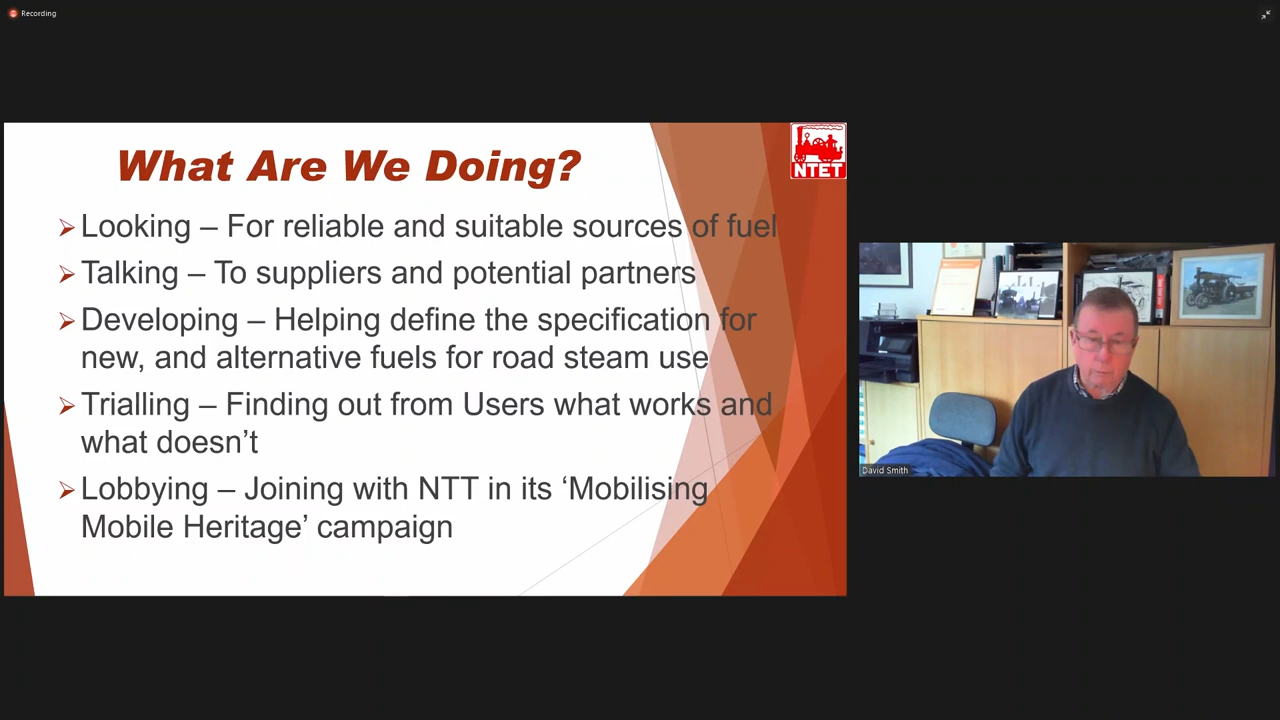 Recording
What Are We Doing?
NTET
Looking – For reliable and suitable sources of fuel
Talking – To suppliers and potential partners
Developing – Helping define the specification for
new, and alternative fuels for road steam use
Trialling – Finding out from Users what works and
what doesn’t
Lobbying – Joining with NTT in its ‘Mobilising
Mobile Heritage’ campaign
David Smith